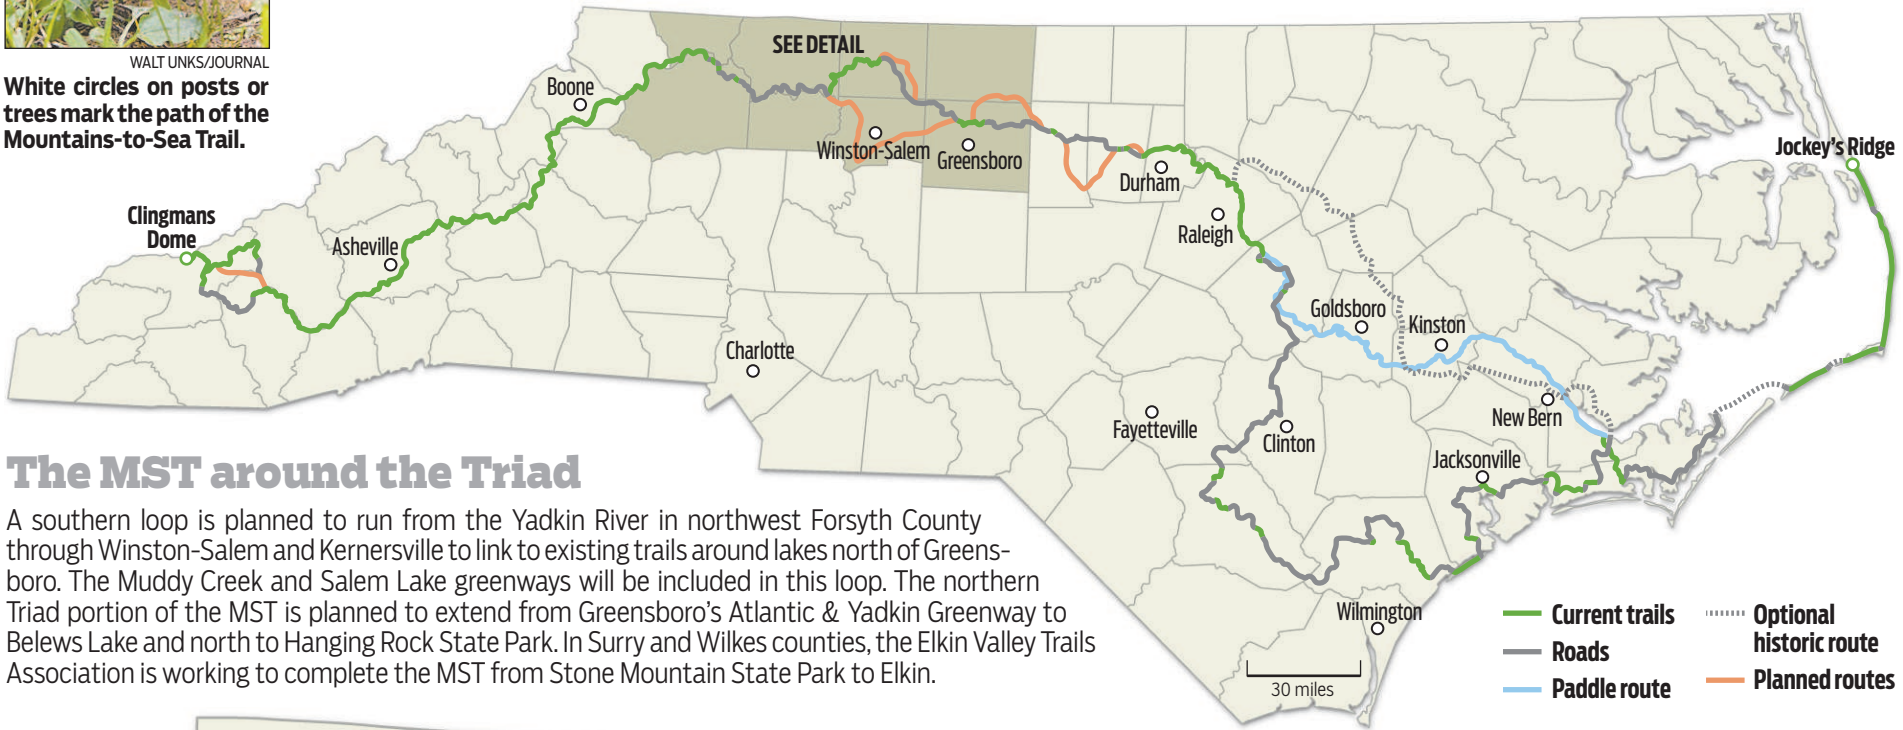 WALT UNKS/JOURNAL
White circles on posts or
trees mark the path of the
Mountains-to-Sea Trail.
SEE DETAIL
Boone
Winston-Salem
Greensboro
Durham
Raleigh
Jockey's Ridge
Clingmans
Dome
Asheville
Charlotte
Goldsboro
Kinston
Fayetteville
Clinton
New Bern
Jacksonville
Wilmington
30 miles
The MST around the Triad
A southern loop is planned to run from the Yadkin River in northwest Forsyth County
through Winston-Salem and Kernersville to link to existing trails around lakes north of Greens-
boro. The Muddy Creek and Salem Lake greenways will be included in this loop. The northern
Triad portion of the MST is planned to extend from Greensboro’s Atlantic & Yadkin Greenway to
Belews Lake and north to Hanging Rock State Park. In Surry and Wilkes counties, the Elkin Valley Trails
Association is working to complete the MST from Stone Mountain State Park to Elkin.
Current trails
Roads
Paddle route
Optional
historic route
Planned routes